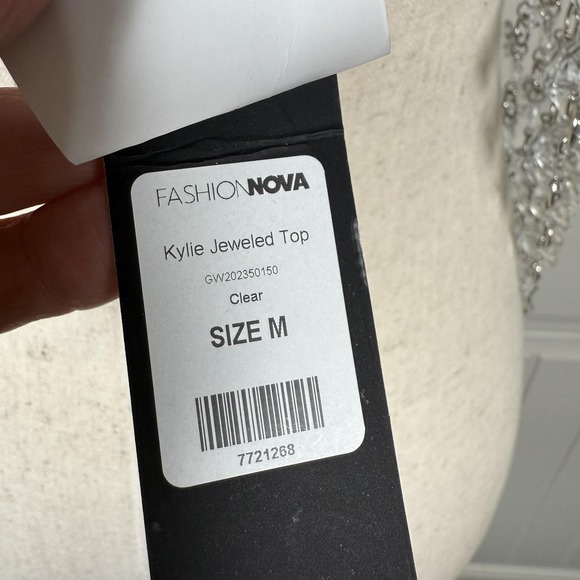 FASHIONNOVA
Kylie Jeweled Top
GW202350150
Clear
SIZE M
7721268